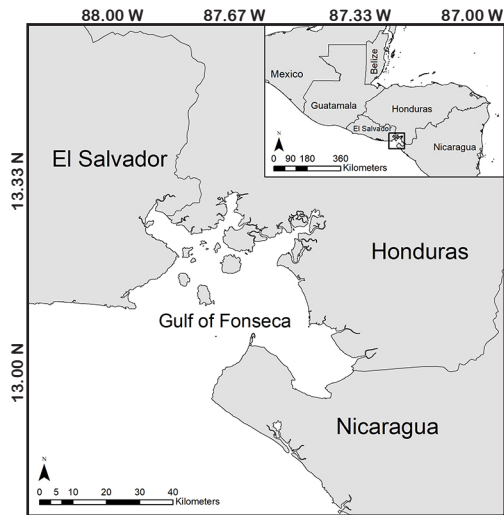 88.00 W 87.67 W 87.33 W 87.00 W
Mexico
Belize
Guatamala
Honduras
El Salvador
Nicaragua
N
0 90 180 360
Kilometers
13.33 N
El Salvador
Honduras
Gulf of Fonseca
13.00 N
Nicaragua
N
0 5 10 20 30 40
Kilometers